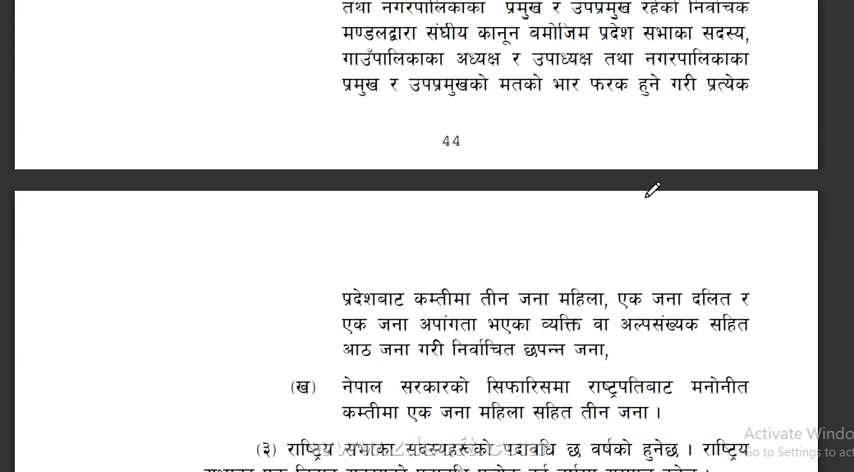 तथा नगरपालिकाका प्रमुख र उपप्रमुख रहेको निर्वाचक
मण्डलद्वारा संघीय कानून बमोजिम प्रदेश सभाका सदस्य,
गाउँपालिकाका अध्यक्ष र उपाध्यक्ष तथा नगरपालिकाका
प्रमुख र उपप्रमुखको मतको भार फरक हुने गरी प्रत्येक
44
प्रदेशबाट कम्तीमा तीन जना महिला, एक जना दलित र
एक जना अपांगता भएका व्यक्ति वा अल्पसंख्यक सहित
आठ जना गरी निर्वाचित छपन्न जना,
(ख) नेपाल सरकारको सिफारिसमा राष्ट्रपतिबाट मनोनीत
कम्तीमा एक जना महिला सहित तीन जना ।
Activate Windo
(३) राष्ट्रिय सभाका सदस्यहरूको पदावधि छ वर्षको हुनेछ । राष्ट्रिय
Go to Settings to act